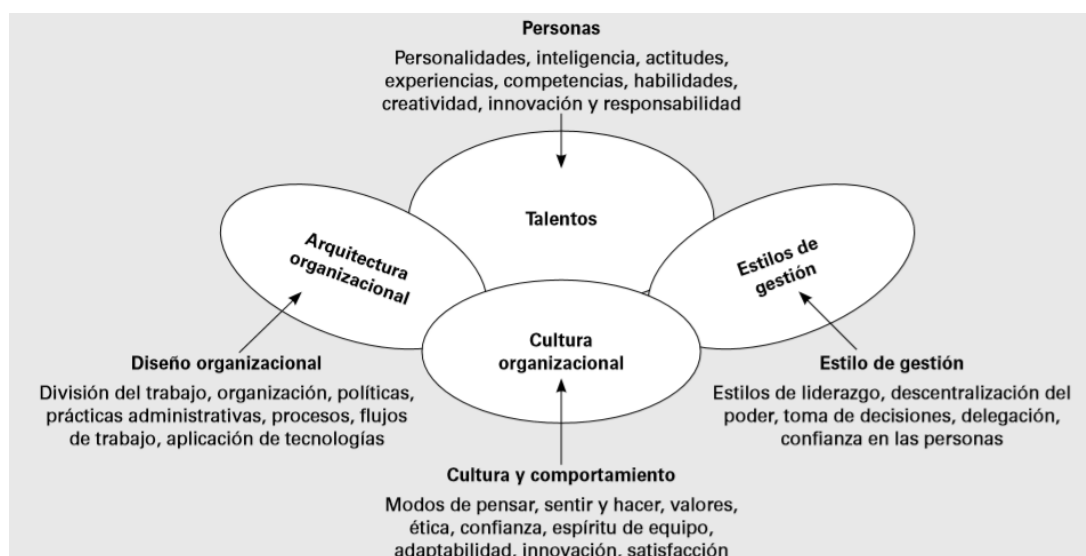 Personas
Personalidades, inteligencia, actitudes,
experiencias, competencias, habilidades,
creatividad, innovación y responsabilidad
Talentos
Arquitectura
organizacional
Estilos de
gestión
Cultura
organizacional
Diseño organizacional
División del trabajo, organización, políticas,
prácticas administrativas, procesos, flujos
de trabajo, aplicación de tecnologías
Estilo de gestión
Estilos de liderazgo, descentralización del
poder, toma de decisiones, delegación,
confianza en las personas
Cultura y comportamiento
Modos de pensar, sentir y hacer, valores,
ética, confianza, espíritu de equipo,
adaptabilidad, innovación, satisfacción